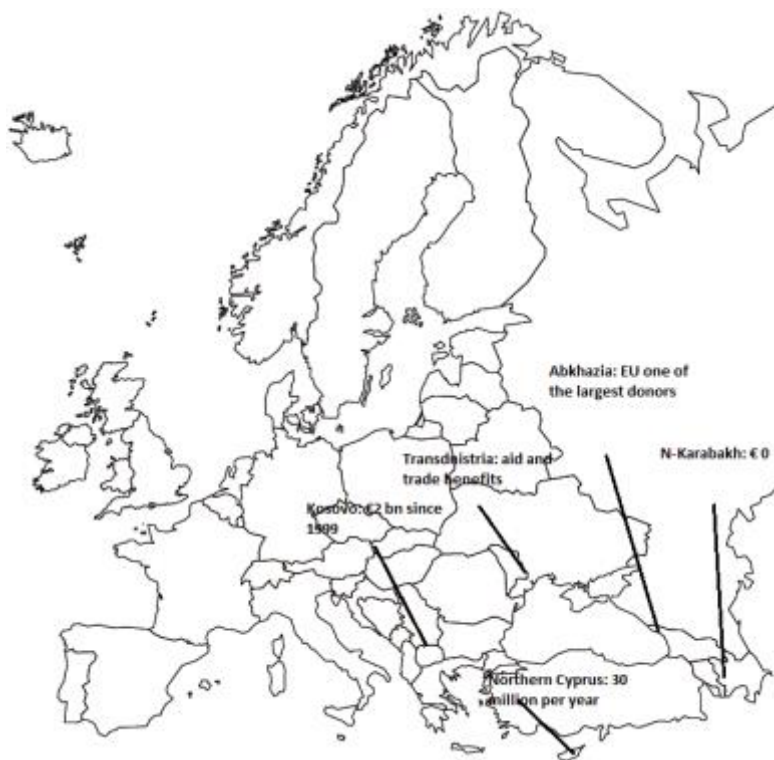 Abkhazia: EU one of
the largest donors
N-Karabakh: € 0
Transdnistria: aid and
trade benefits
Kosovo: €2 bn since
1999
Northern Cyprus: 30
million per year